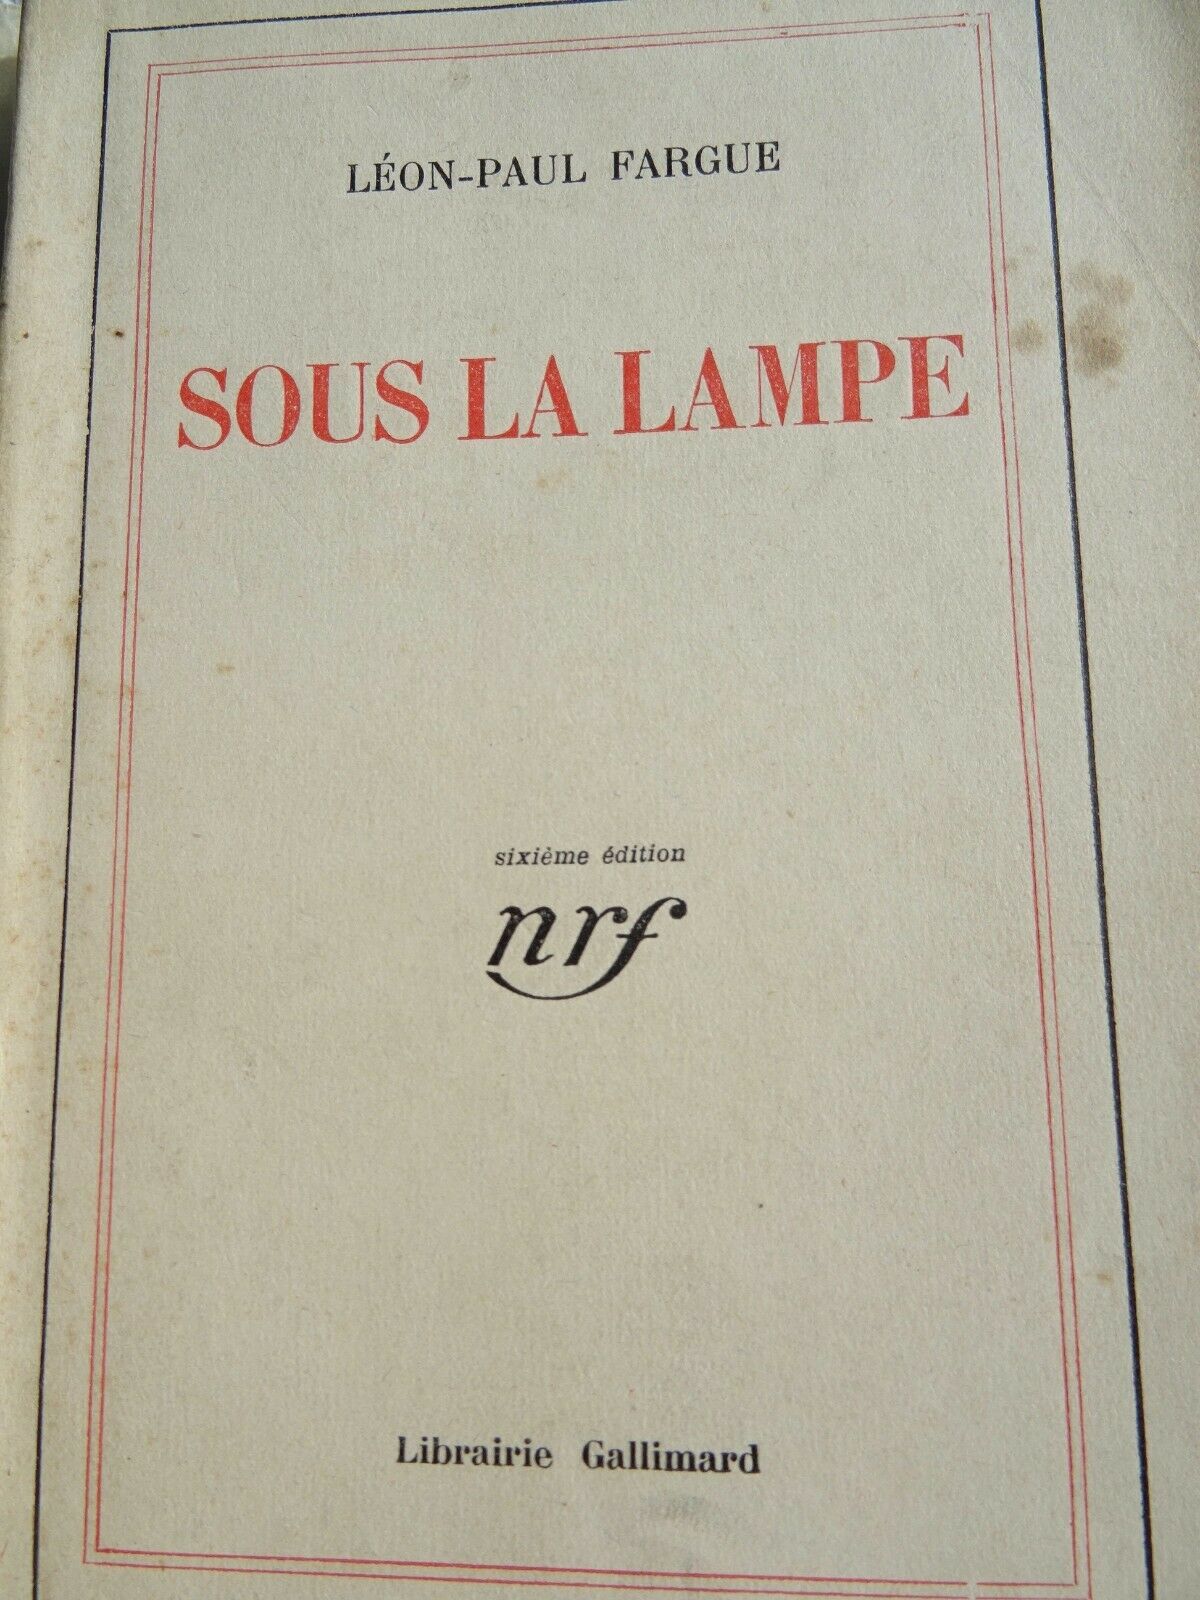 LÉON-PAUL FARGUE
SOUS LA LAMPE
sixième édition
nrf
Librairie Gallimard